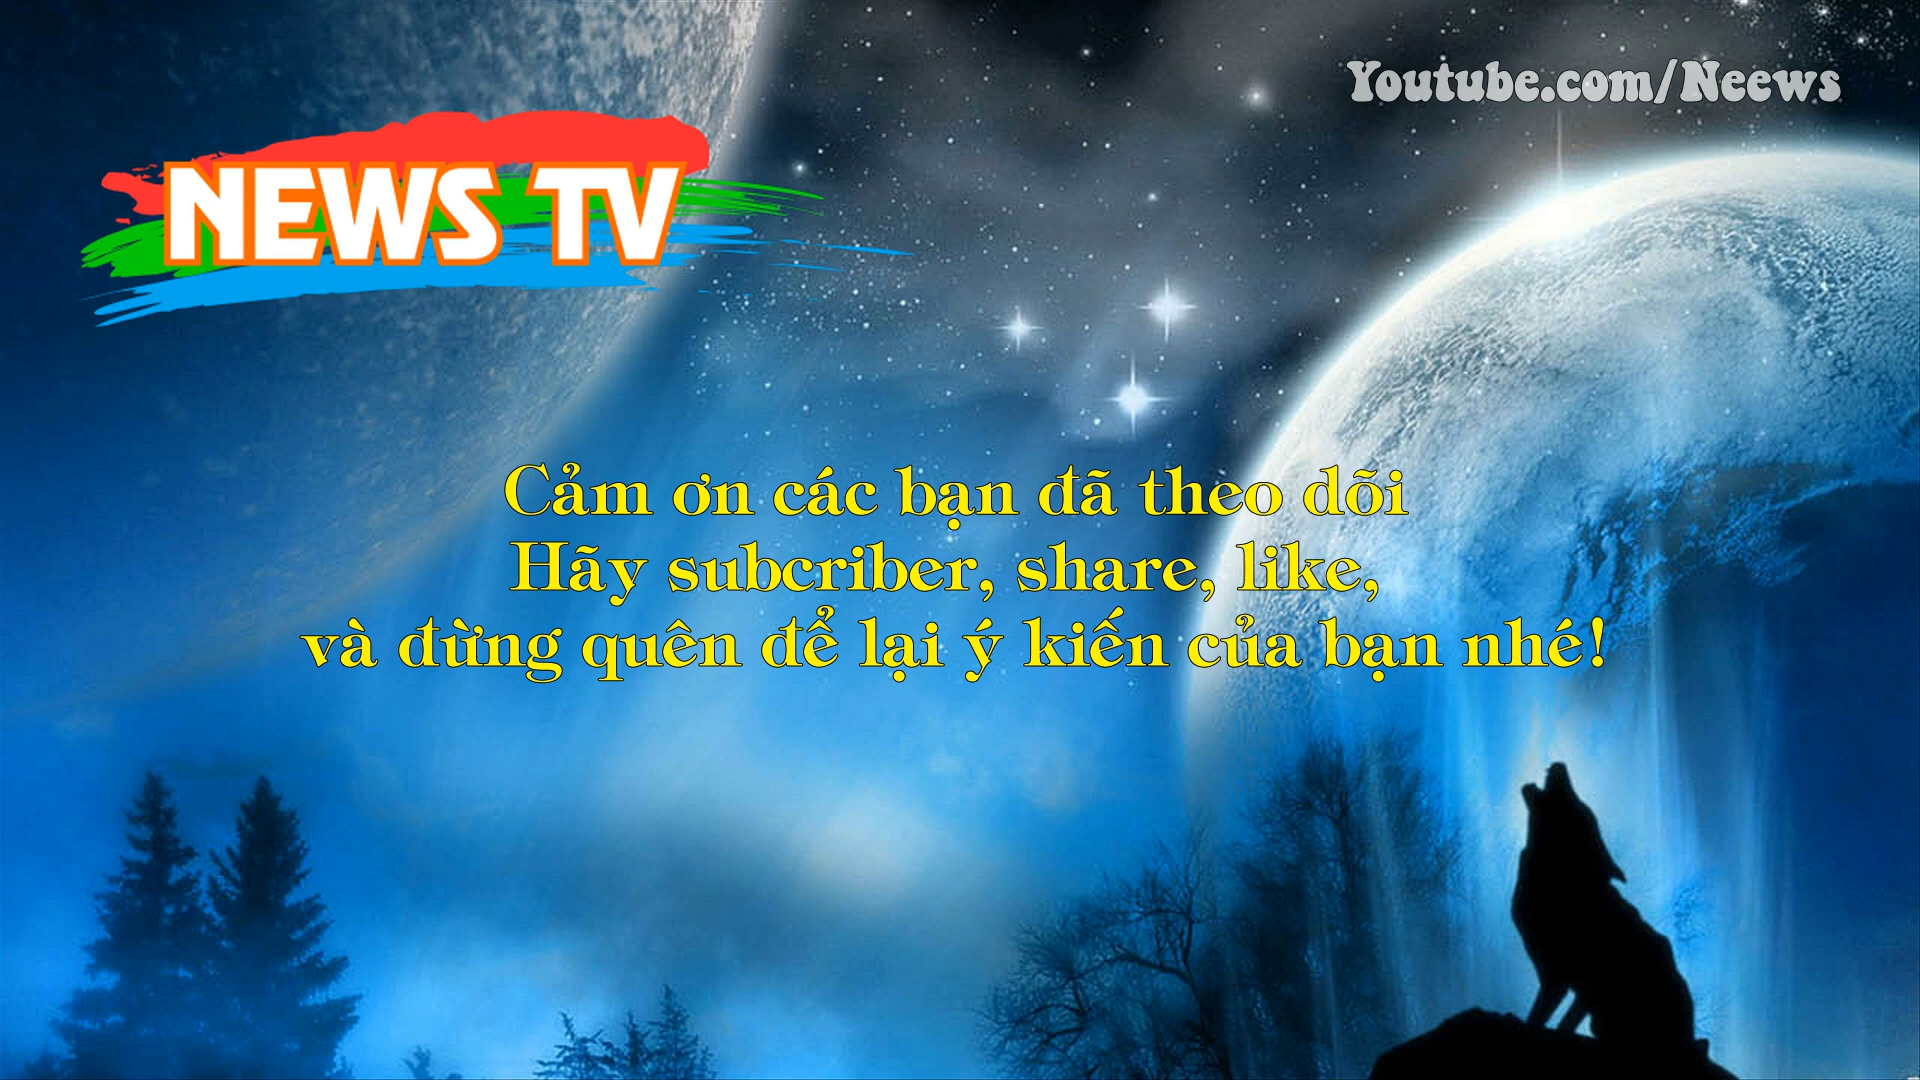 Youtube.com/Neews
NEWS TV
Cảm ơn các bạn đã theo dõi
Hãy subcriber, share, like,
và đừng quên để lại ý kiến của bạn nhé!